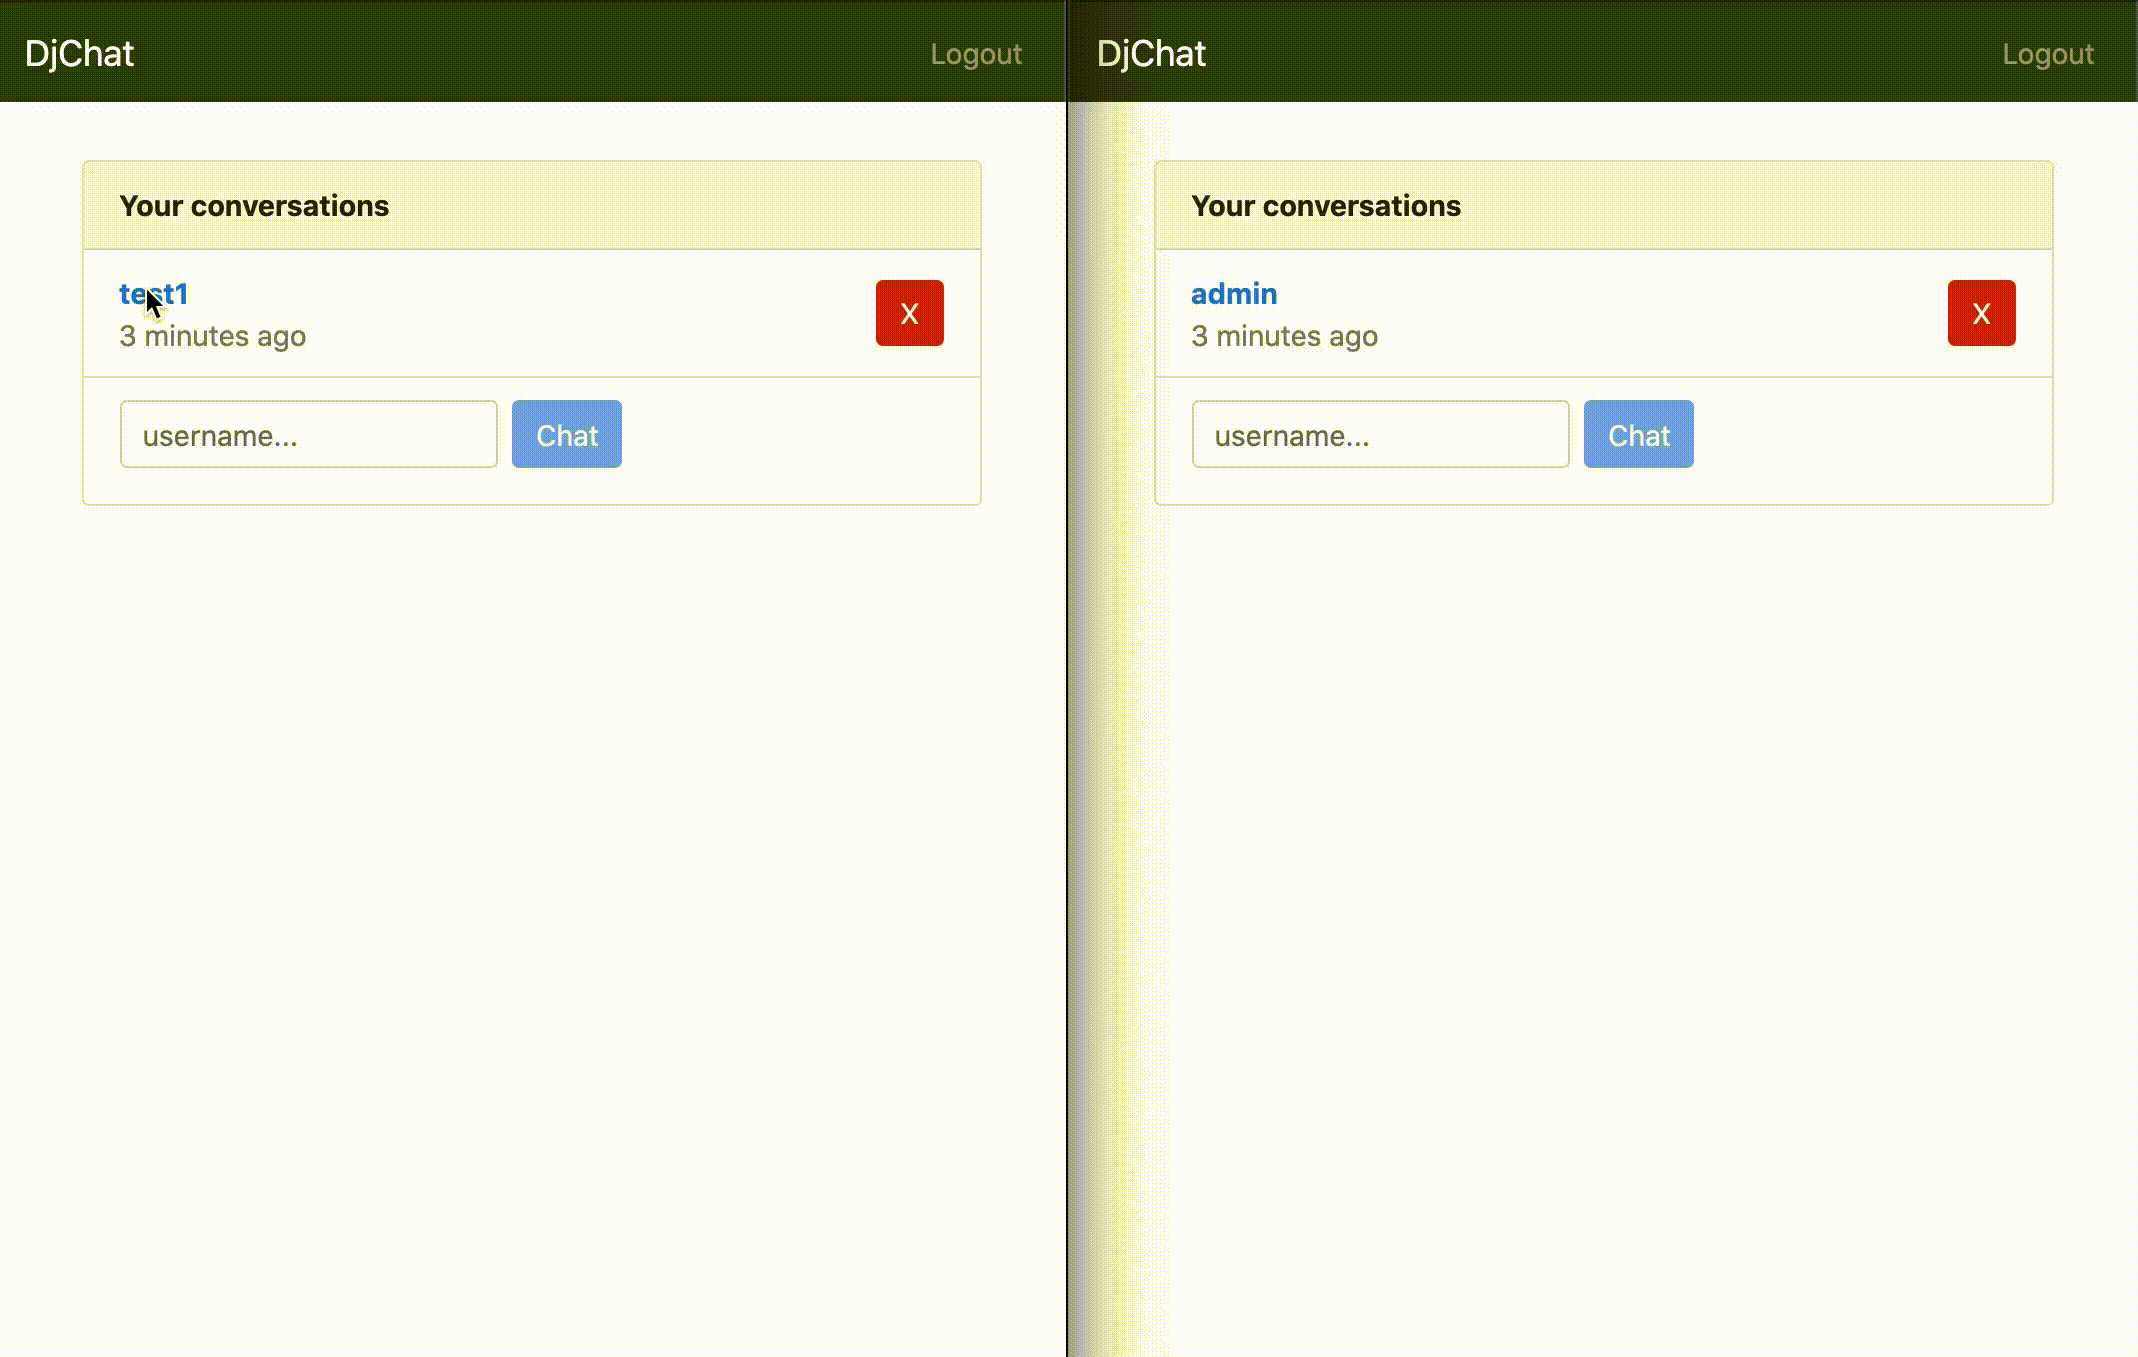 DjChat
Logout
Your conversations
test1
3 minutes ago
X
username...
Chat
DjChat
Logout
Your conversations
admin
3 minutes ago
X
username...
Chat